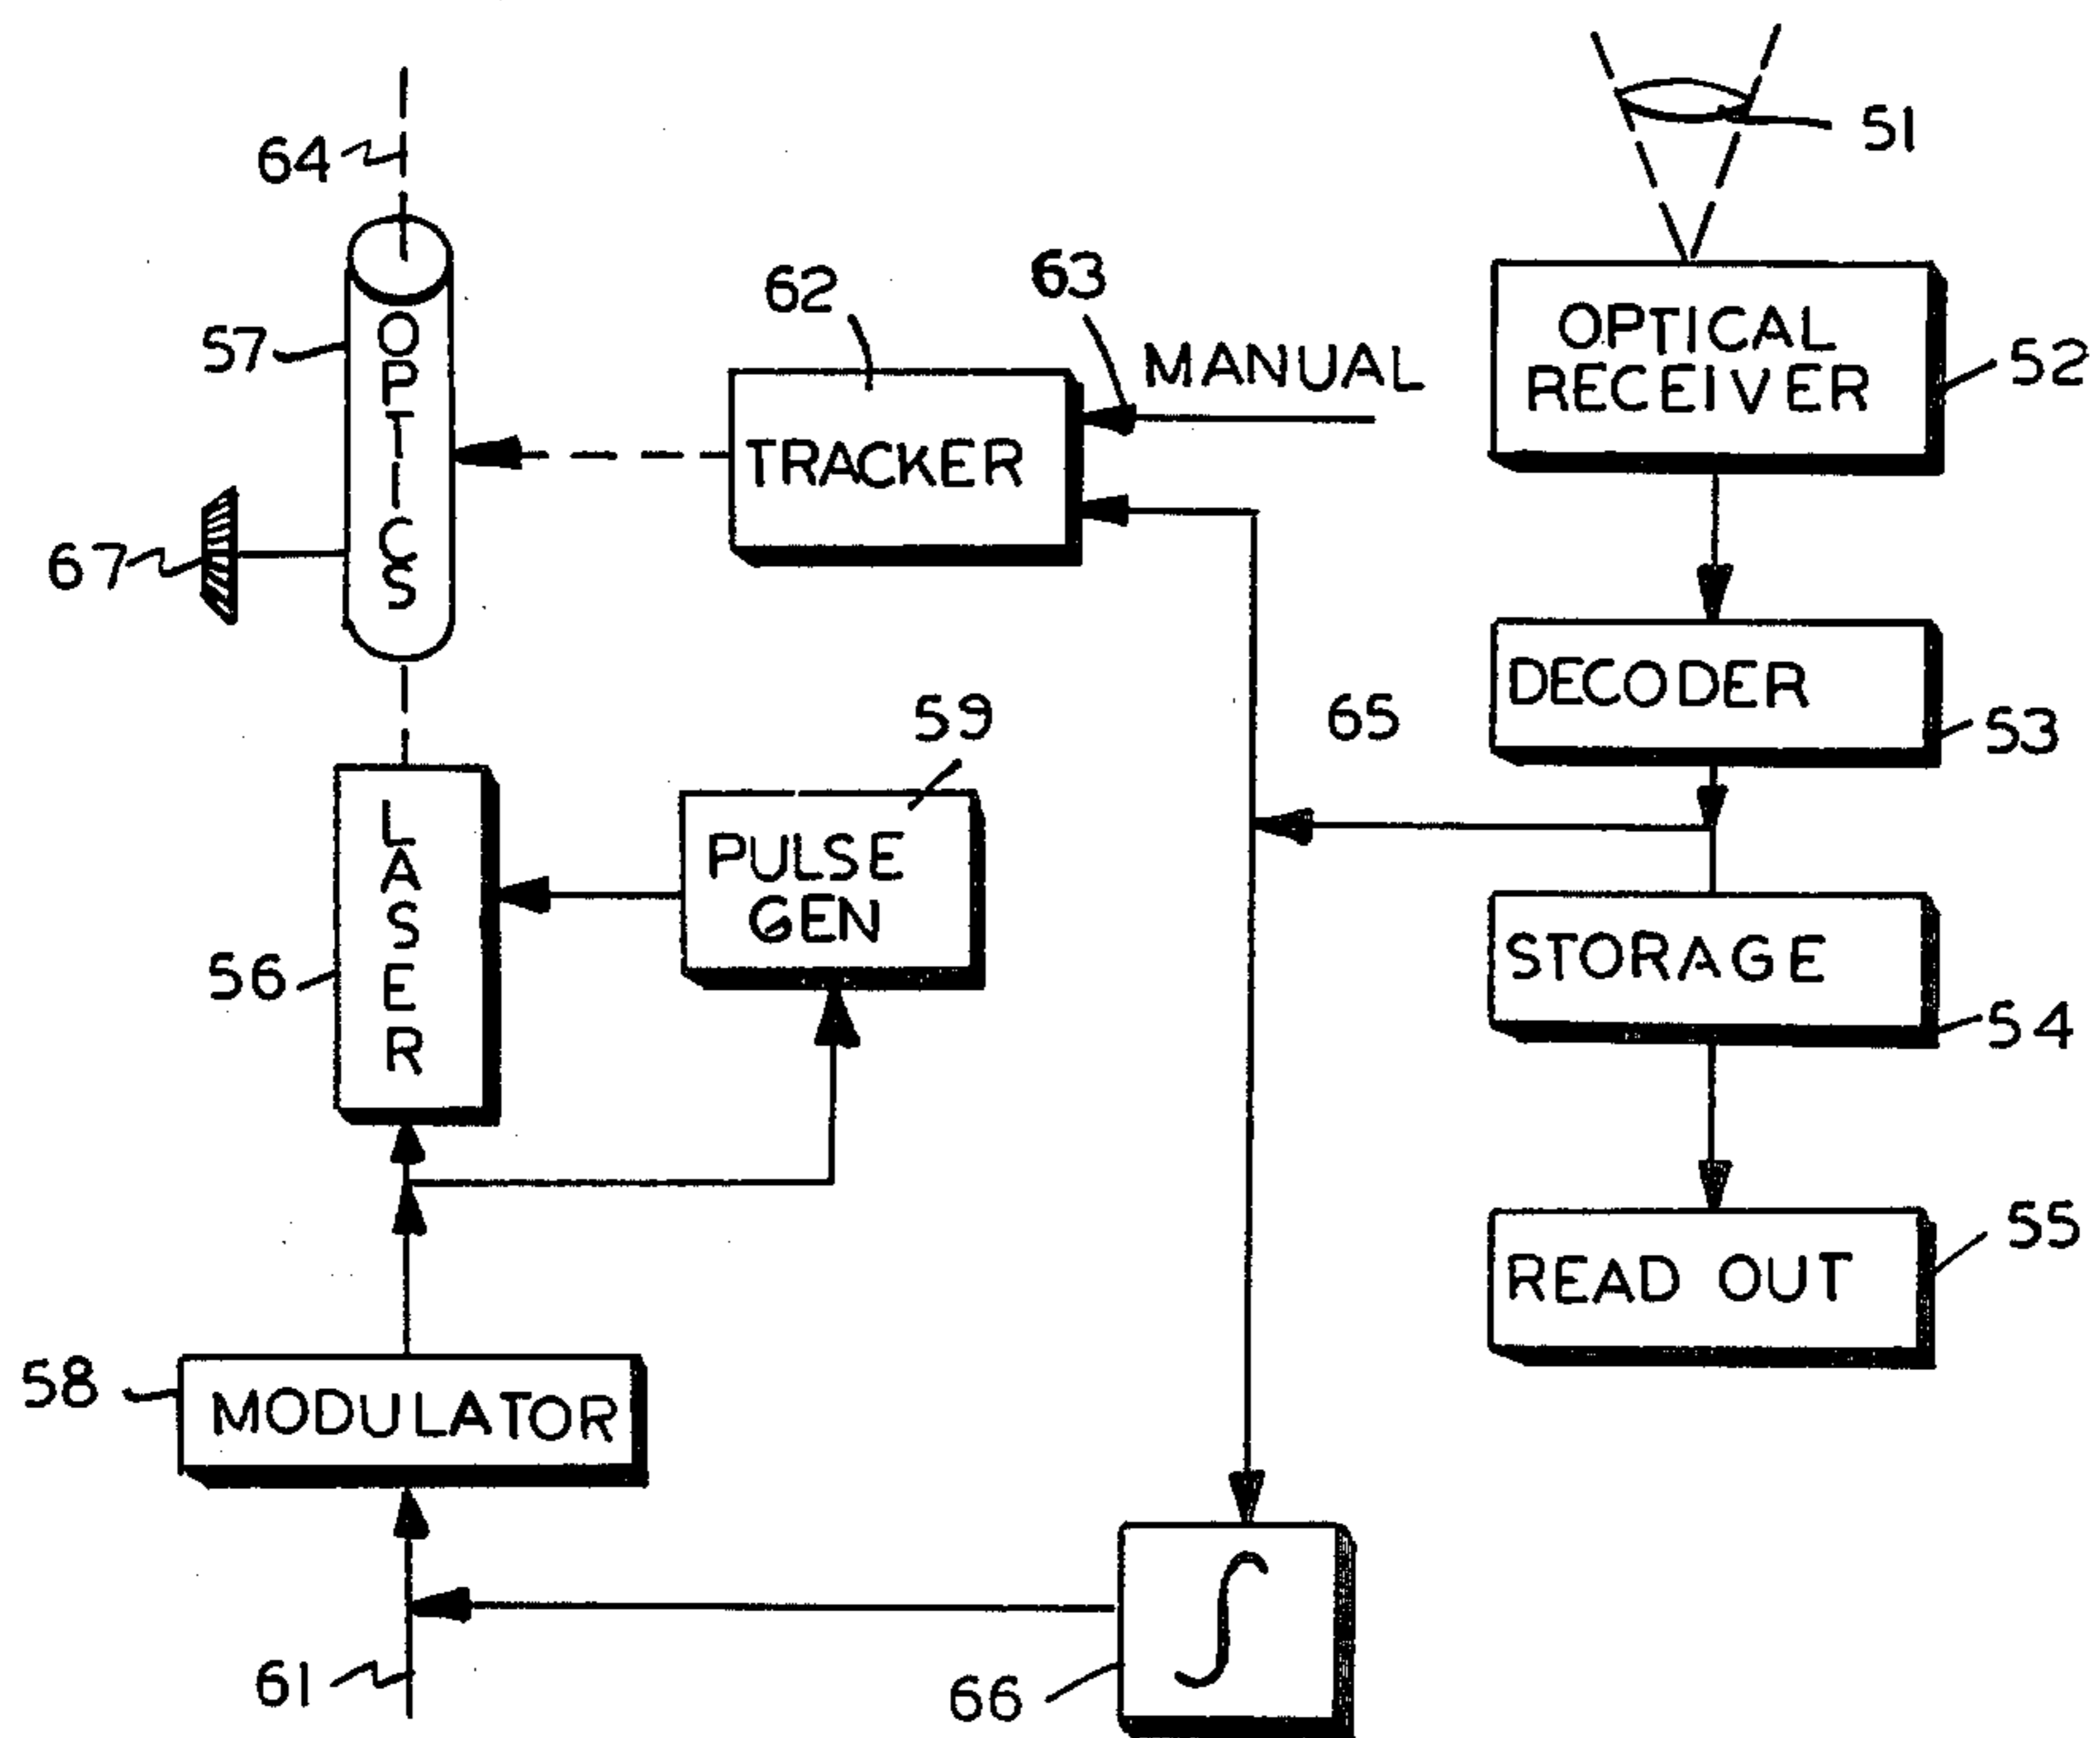 51
64
62
63
MANUAL
57
OPTICS
OPTICAL
RECEIVER
52
TRACKER
67
DECODER
53
59
65
LASER
PULSE
GEN
56
STORAGE
54
55
READ OUT
58
MODULATOR
∫
61
66